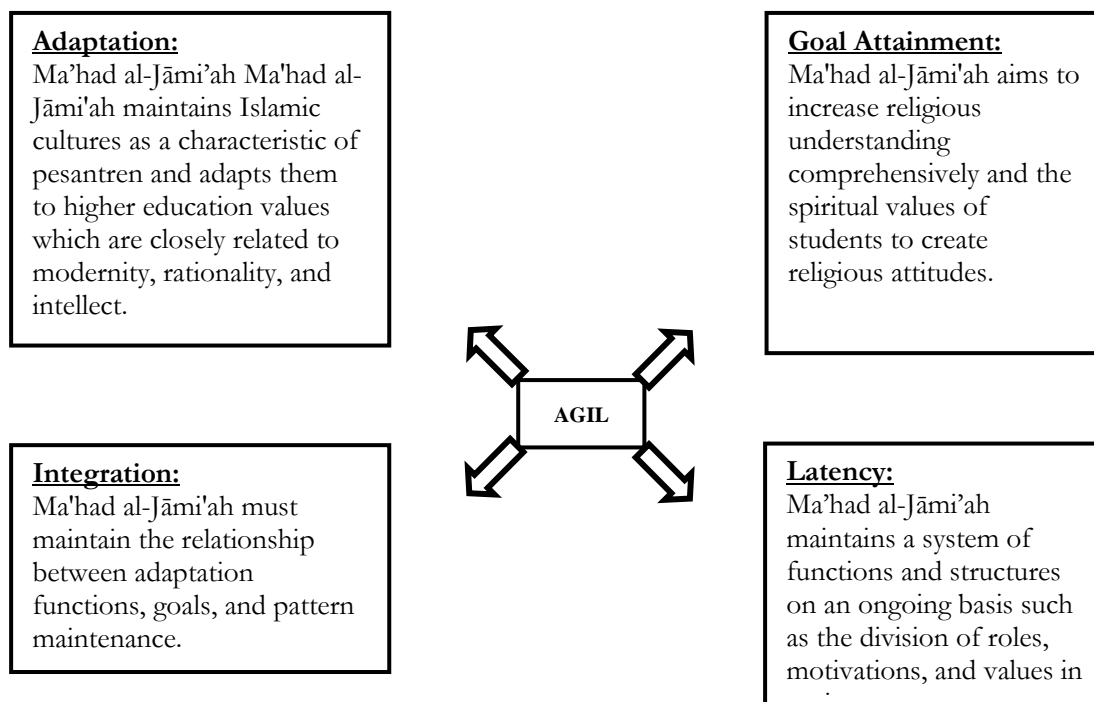 Adaptation:
Ma’had al-Jāmi’ah Ma'had al-
Jāmi'ah maintains Islamic
cultures as a characteristic of
pesantren and adapts them
to higher education values
which are closely related to
modernity, rationality, and
intellect.
Goal Attainment:
Ma'had al-Jāmi'ah aims to
increase religious
understanding
comprehensively and the
spiritual values of
students to create
religious attitudes.
AGIL
Integration:
Ma'had al-Jāmi'ah must
maintain the relationship
between adaptation
functions, goals, and pattern
maintenance.
Latency:
Ma’had al-Jāmi’ah
maintains a system of
functions and structures
on an ongoing basis such
as the division of roles,
motivations, and values in